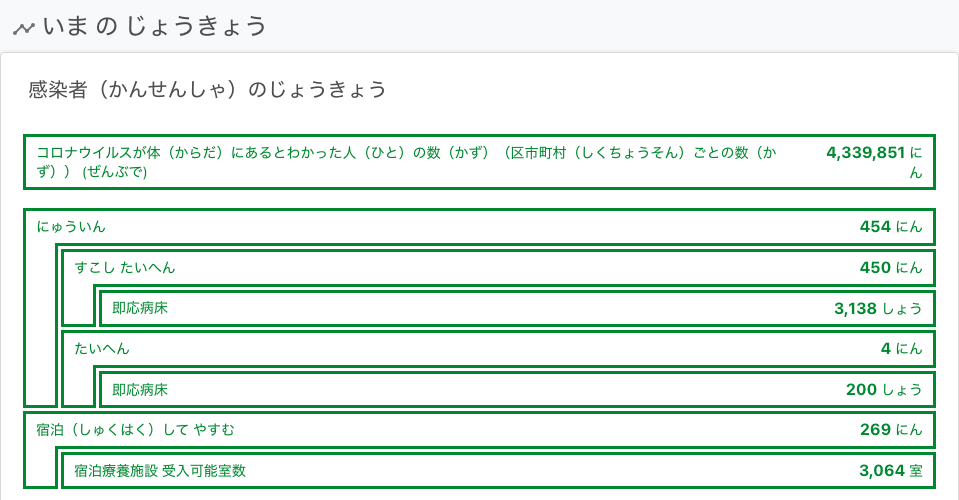 いま の じょうきょう
感染者（かんせんしゃ）のじょうきょう
コロナウイルスが体（からだ）にあるとわかった人（ひと）の数（かず）（区市町村（しくちょうそん）ごとの数（か
ず）） (ぜんぶで)
4,339,851 に
ん
にゅういん 454 にん
すこし たいへん 450 にん
即応病床 3,138 しょう
たいへん 4 にん
即応病床 200 しょう
宿泊（しゅくはく）して やすむ 269 にん
宿泊療養施設 受入可能室数 3,064 室